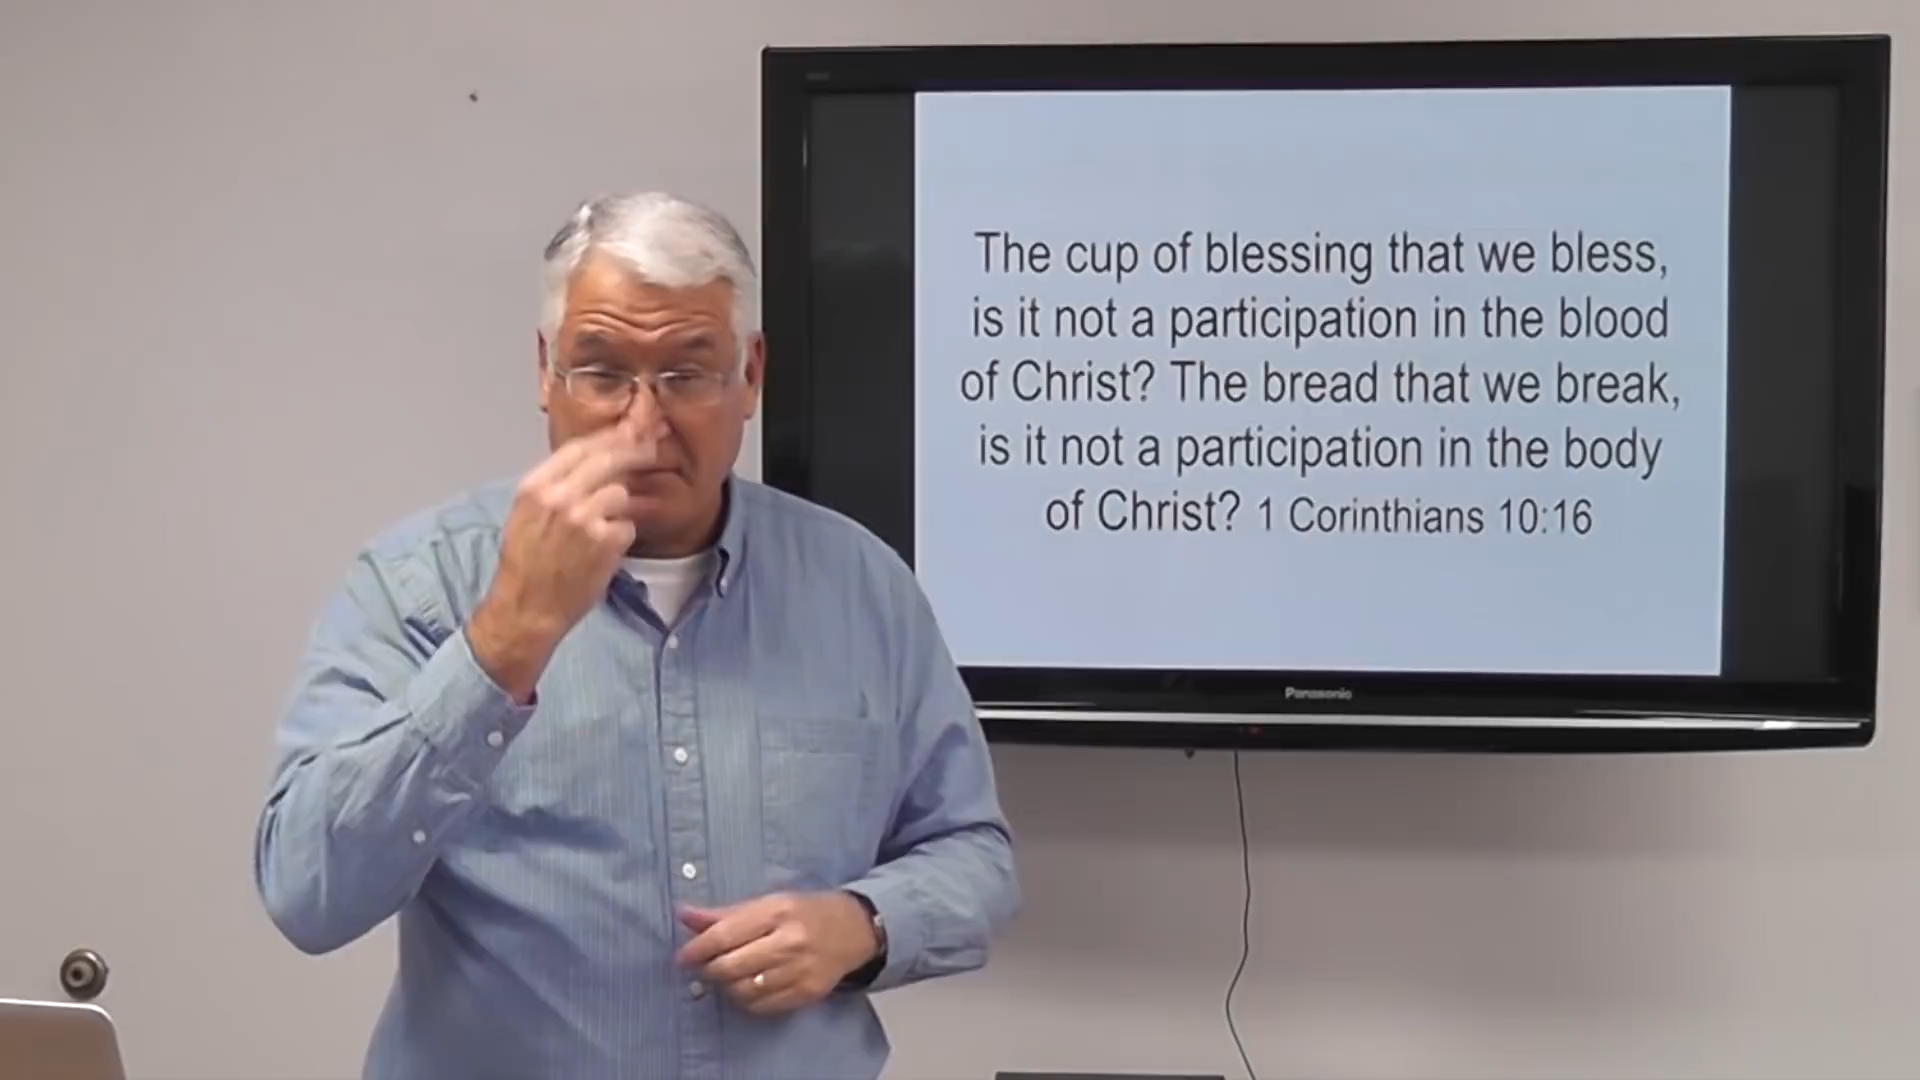 The cup of blessing that we bless,
is it not a participation in the blood
of Christ? The bread that we break,
is it not a participation in the body
of Christ? 1 Corinthians 10:16
Panasonic